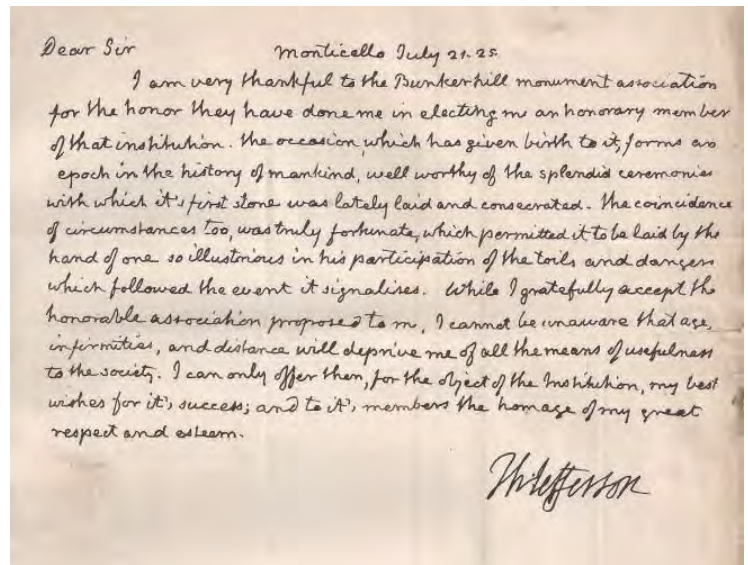 Dear Sir Monticello July 21. 25.
I am very thankful to the Bunkerhill monument association
for the honor they have done me in electing me an honorary member
of that institution. the occasion, which has given birth to it, forms an
epoch in the history of mankind, well worthy of the splendid ceremonies
with which it's first stone was lately laid and consecrated. the coincidence
of circumstances too, was truly fortunate, which permitted it to be laid by the
hand of one so illustrious in his participation of the toils and dangers
which followed the event it signalises. While I gratefully accept the
honorable association proposed to me, I cannot be unaware that age,
infirmities, and distance will deprive me of all the means of usefulness
to the society. I can only offer then, for the object of the Institution, my best
wishes for it's success; and to it's members the homage of my great
respect and esteem.
Th: Jefferson